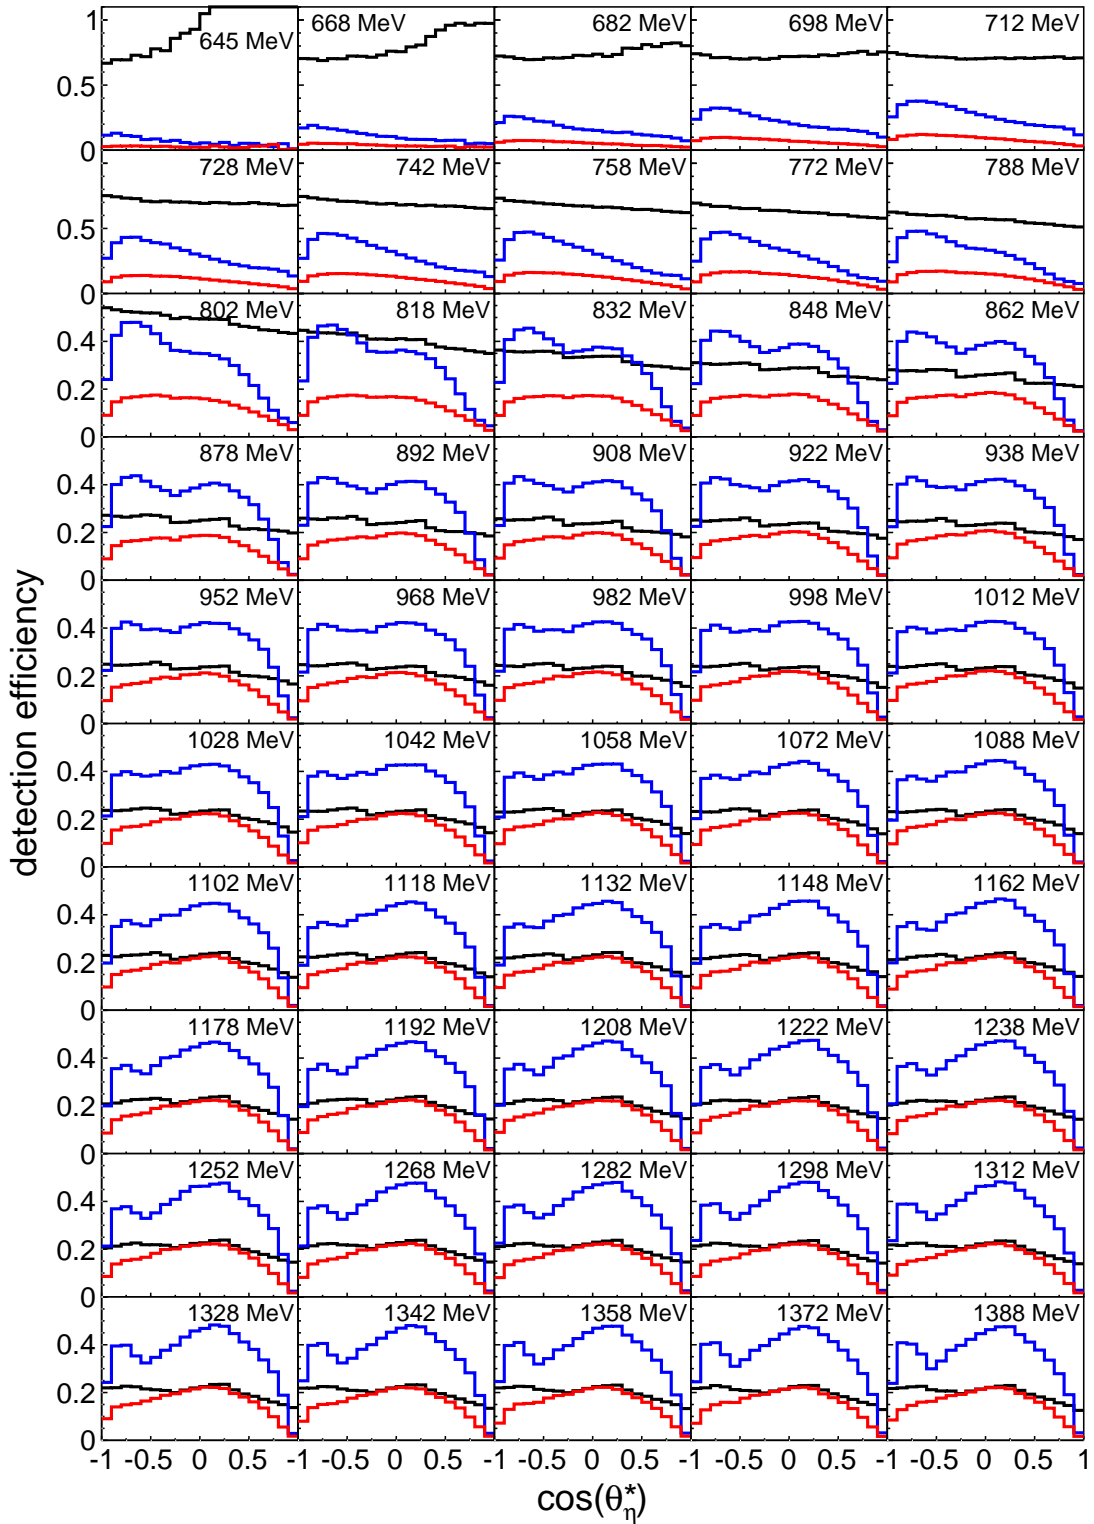 1
0.5
0
645 MeV
668 MeV
682 MeV
698 MeV
712 MeV
0.5
0
728 MeV
742 MeV
758 MeV
772 MeV
788 MeV
0.4
0.2
0
802 MeV
818 MeV
832 MeV
848 MeV
862 MeV
0.4
0.2
0
878 MeV
892 MeV
908 MeV
922 MeV
938 MeV
0.4
0.2
0
952 MeV
968 MeV
982 MeV
998 MeV
1012 MeV
0.4
0.2
0
1028 MeV
1042 MeV
1058 MeV
1072 MeV
1088 MeV
0.4
0.2
0
1102 MeV
1118 MeV
1132 MeV
1148 MeV
1162 MeV
0.4
0.2
0
1178 MeV
1192 MeV
1208 MeV
1222 MeV
1238 MeV
0.4
0.2
0
1252 MeV
1268 MeV
1282 MeV
1298 MeV
1312 MeV
0.4
0.2
0
1328 MeV
1342 MeV
1358 MeV
1372 MeV
1388 MeV
-1 -0.5 0 0.5 -1 -0.5 0 0.5 -1 -0.5 0 0.5 -1 -0.5 0 0.5 -1 -0.5 0 0.5 1
cos(θ*η)
detection efficiency